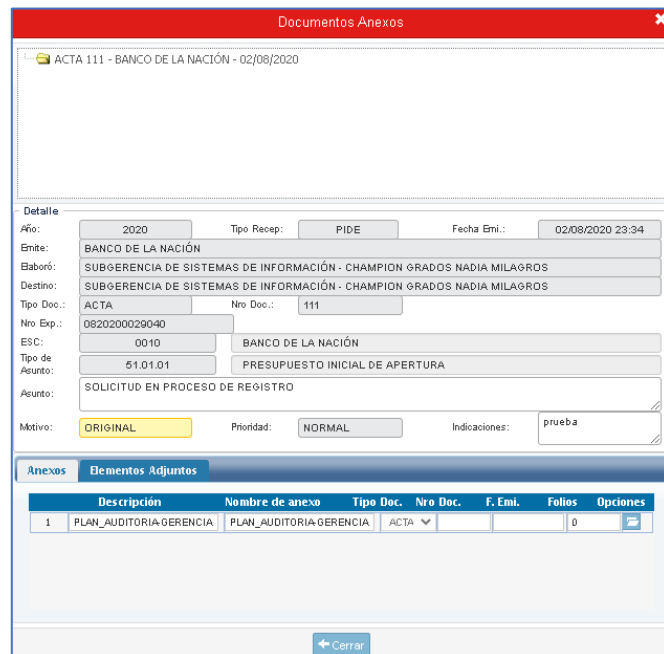 Documentos Anexos
ACTA 111 - BANCO DE LA NACIÓN - 02/08/2020
Detalle
Año: 2020 Tipo Recep: PIDE Fecha Emi.: 02/08/2020 23:34
Emite: BANCO DE LA NACIÓN
Elaboró: SUBGERENCIA DE SISTEMAS DE INFORMACIÓN - CHAMPION GRADOS NADIA MILAGROS
Destino: SUBGERENCIA DE SISTEMAS DE INFORMACIÓN - CHAMPION GRADOS NADIA MILAGROS
Tipo Doc.: ACTA Nro Doc.: 111
Nro Exp.: 0820200029040
ESC: 0010 BANCO DE LA NACIÓN
Tipo de Asunto: 51.01.01 PRESUPUESTO INICIAL DE APERTURA
Asunto: SOLICITUD EN PROCESO DE REGISTRO
Motivo: ORIGINAL Prioridad: NORMAL Indicaciones: prueba
Anexos Elementos Adjuntos
Descripción Nombre de anexo Tipo Doc. Nro Doc. F. Emi. Folios Opciones
1 PLAN_AUDITORIA-GERENCIA PLAN_AUDITORIA-GERENCIA ACTA 0
Cerrar